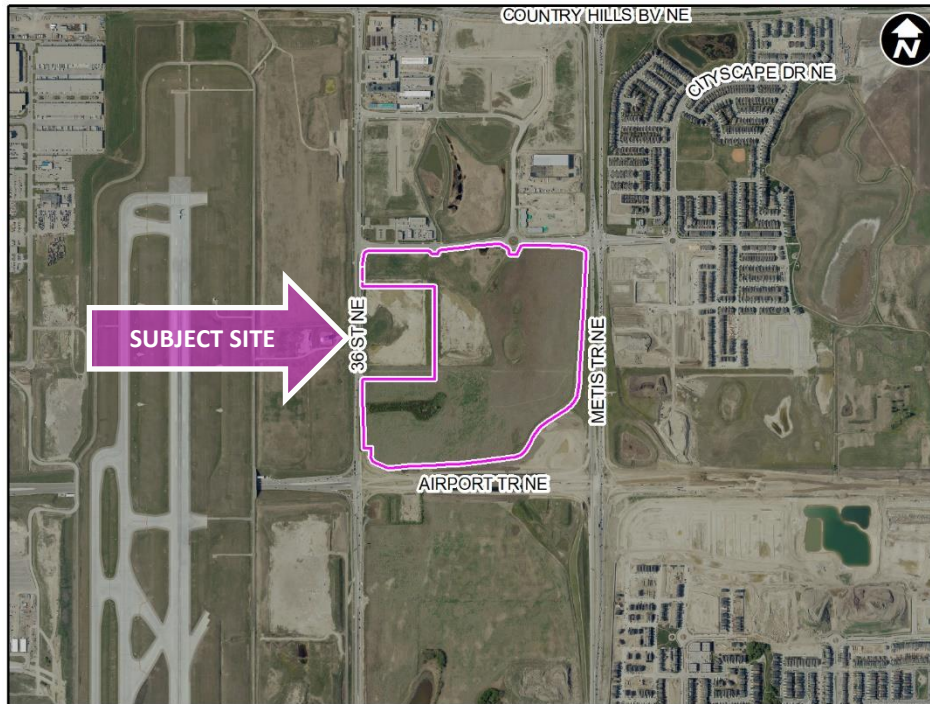 COUNTRY HILLS BV NE
N
CITYSCAPE DR NE
SUBJECT SITE
36 ST NE
METIS TR NE
AIRPORT TR NE